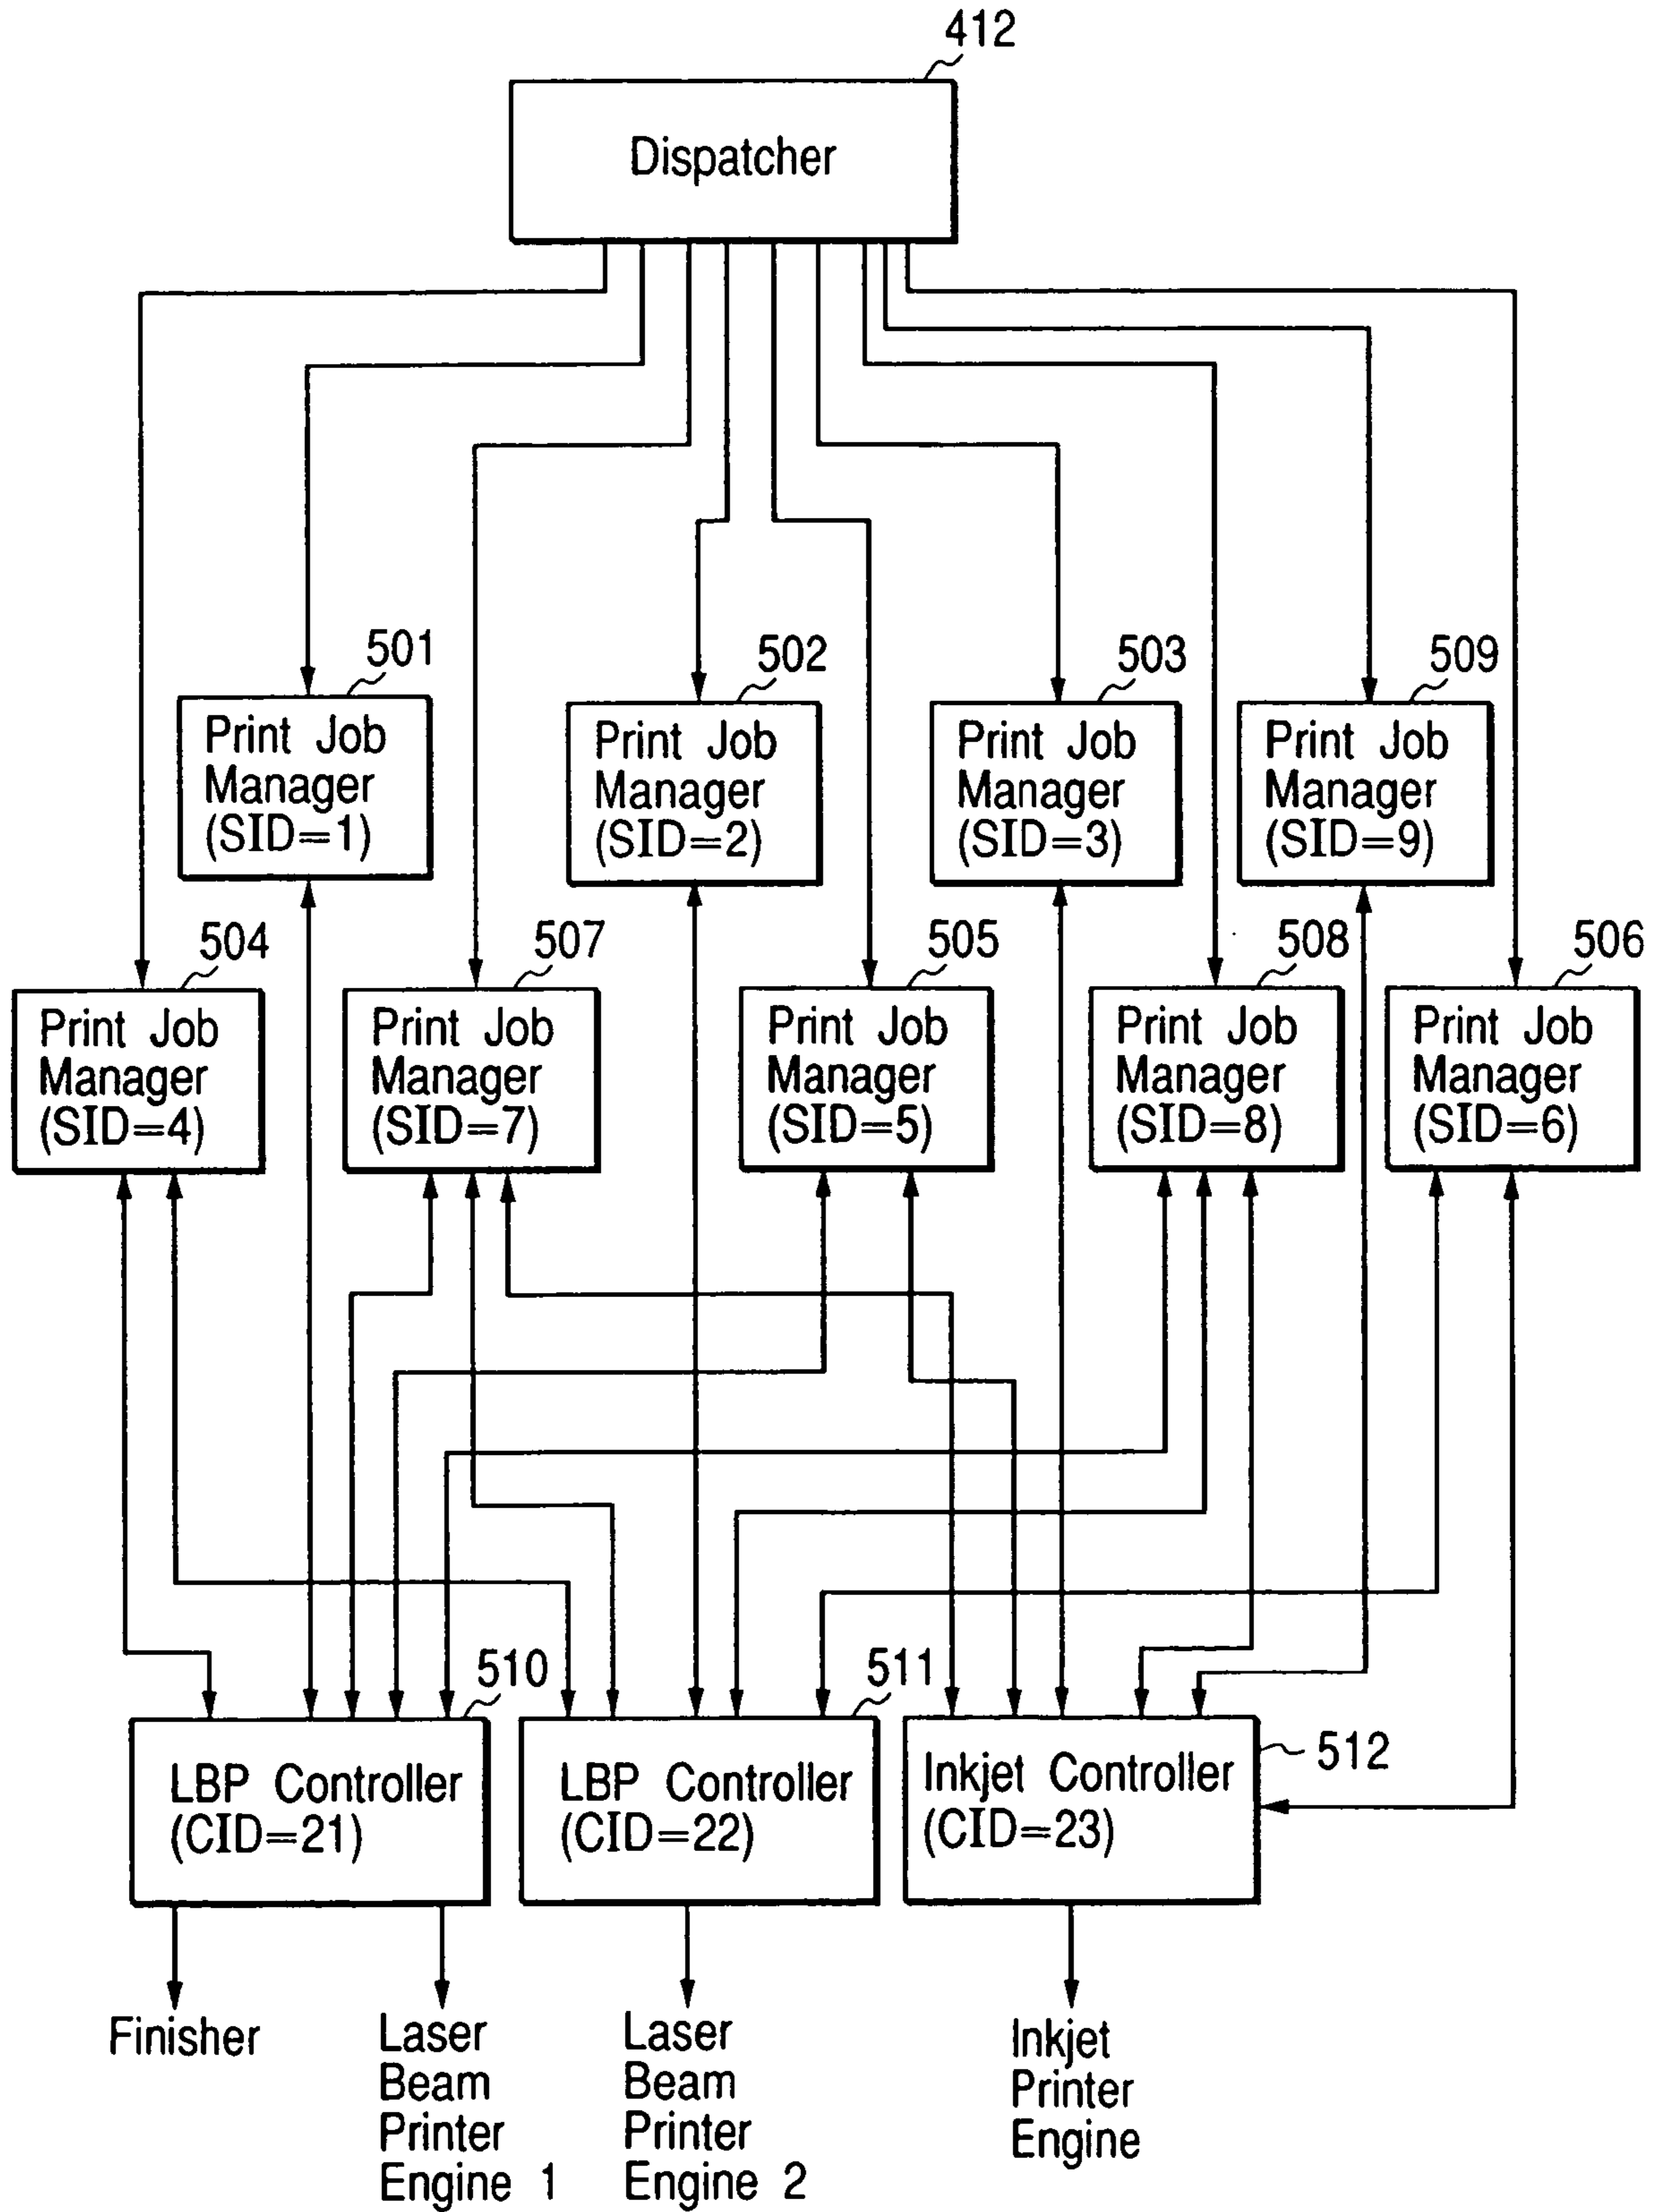 412
Dispatcher
501
Print Job
Manager
(SID=1)
502
Print Job
Manager
(SID=2)
503
Print Job
Manager
(SID=3)
509
Print Job
Manager
(SID=9)
504
Print Job
Manager
(SID=4)
507
Print Job
Manager
(SID=7)
505
Print Job
Manager
(SID=5)
508
Print Job
Manager
(SID=8)
506
Print Job
Manager
(SID=6)
510
LBP Controller
(CID=21)
511
LBP Controller
(CID=22)
512
Inkjet Controller
(CID=23)
Finisher
Laser
Beam
Printer
Engine 1
Laser
Beam
Printer
Engine 2
Inkjet
Printer
Engine